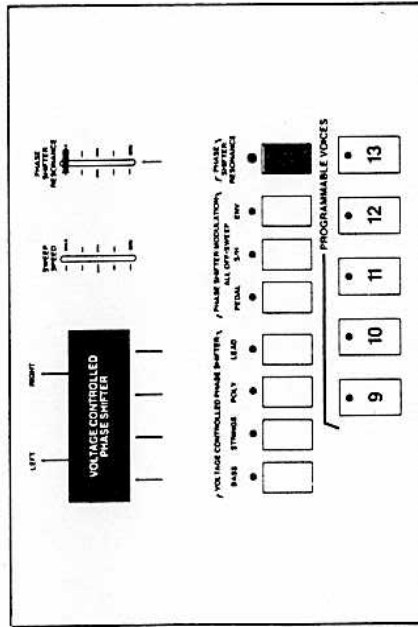 LEFT
RIGHT
VOLTAGE CONTROLLED
PHASE SHIFTER
SWEEP
SPEED
PHASE
SHIFTER
RESONANCE
VOLTAGE CONTROLLED PHASE SHIFTER
BASS
STRINGS
POLY
LEAD
PHASE SHIFTER MODULATION
ALL OFF=SWEEP
PEDAL
S/H
ENV
PHASE
SHIFTER
RESONANCE
PROGRAMMABLE VOICES
9
10
11
12
13